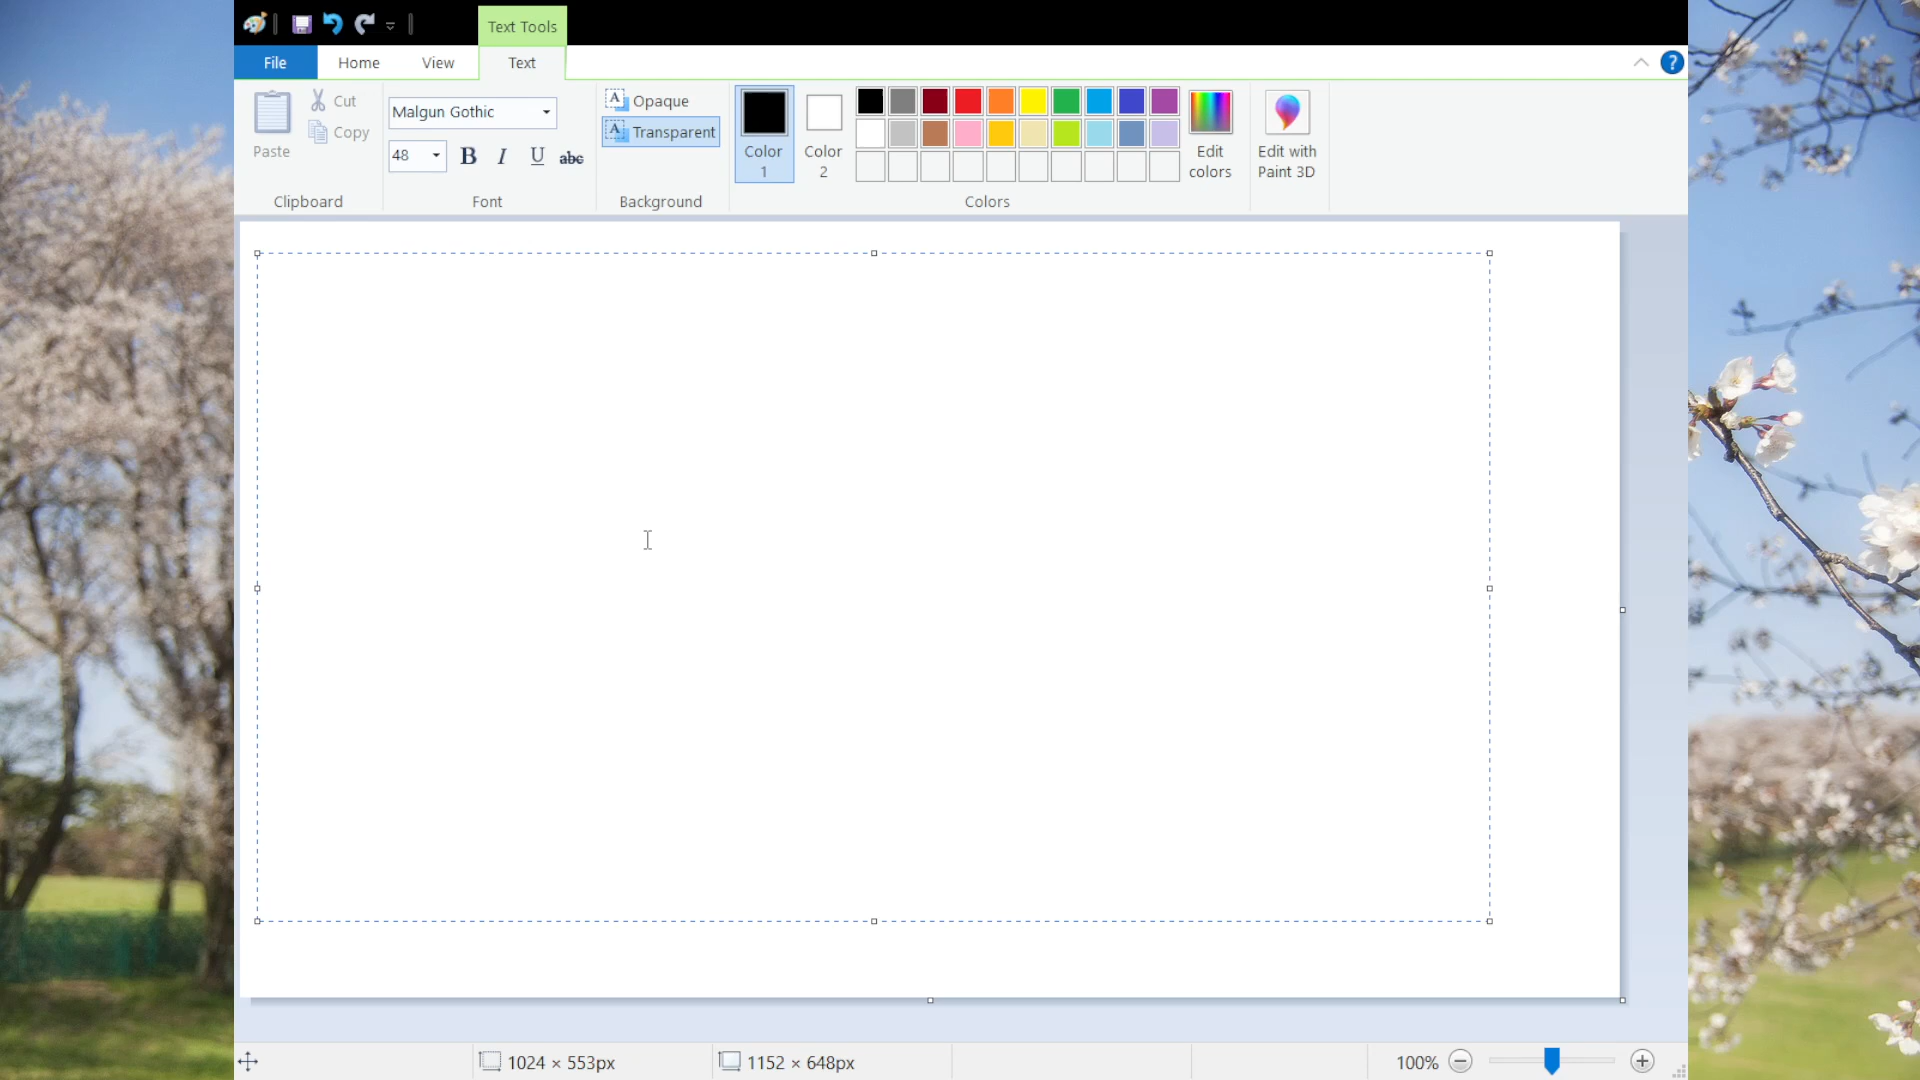 Text Tools
File Home View Text
Paste Cut Copy
Clipboard
Malgun Gothic
48 B I U abc
Font
Opaque
Transparent
Background
Color 1
Color 2
Edit colors
Colors
Edit with Paint 3D
1024 × 553px
1152 × 648px
100%